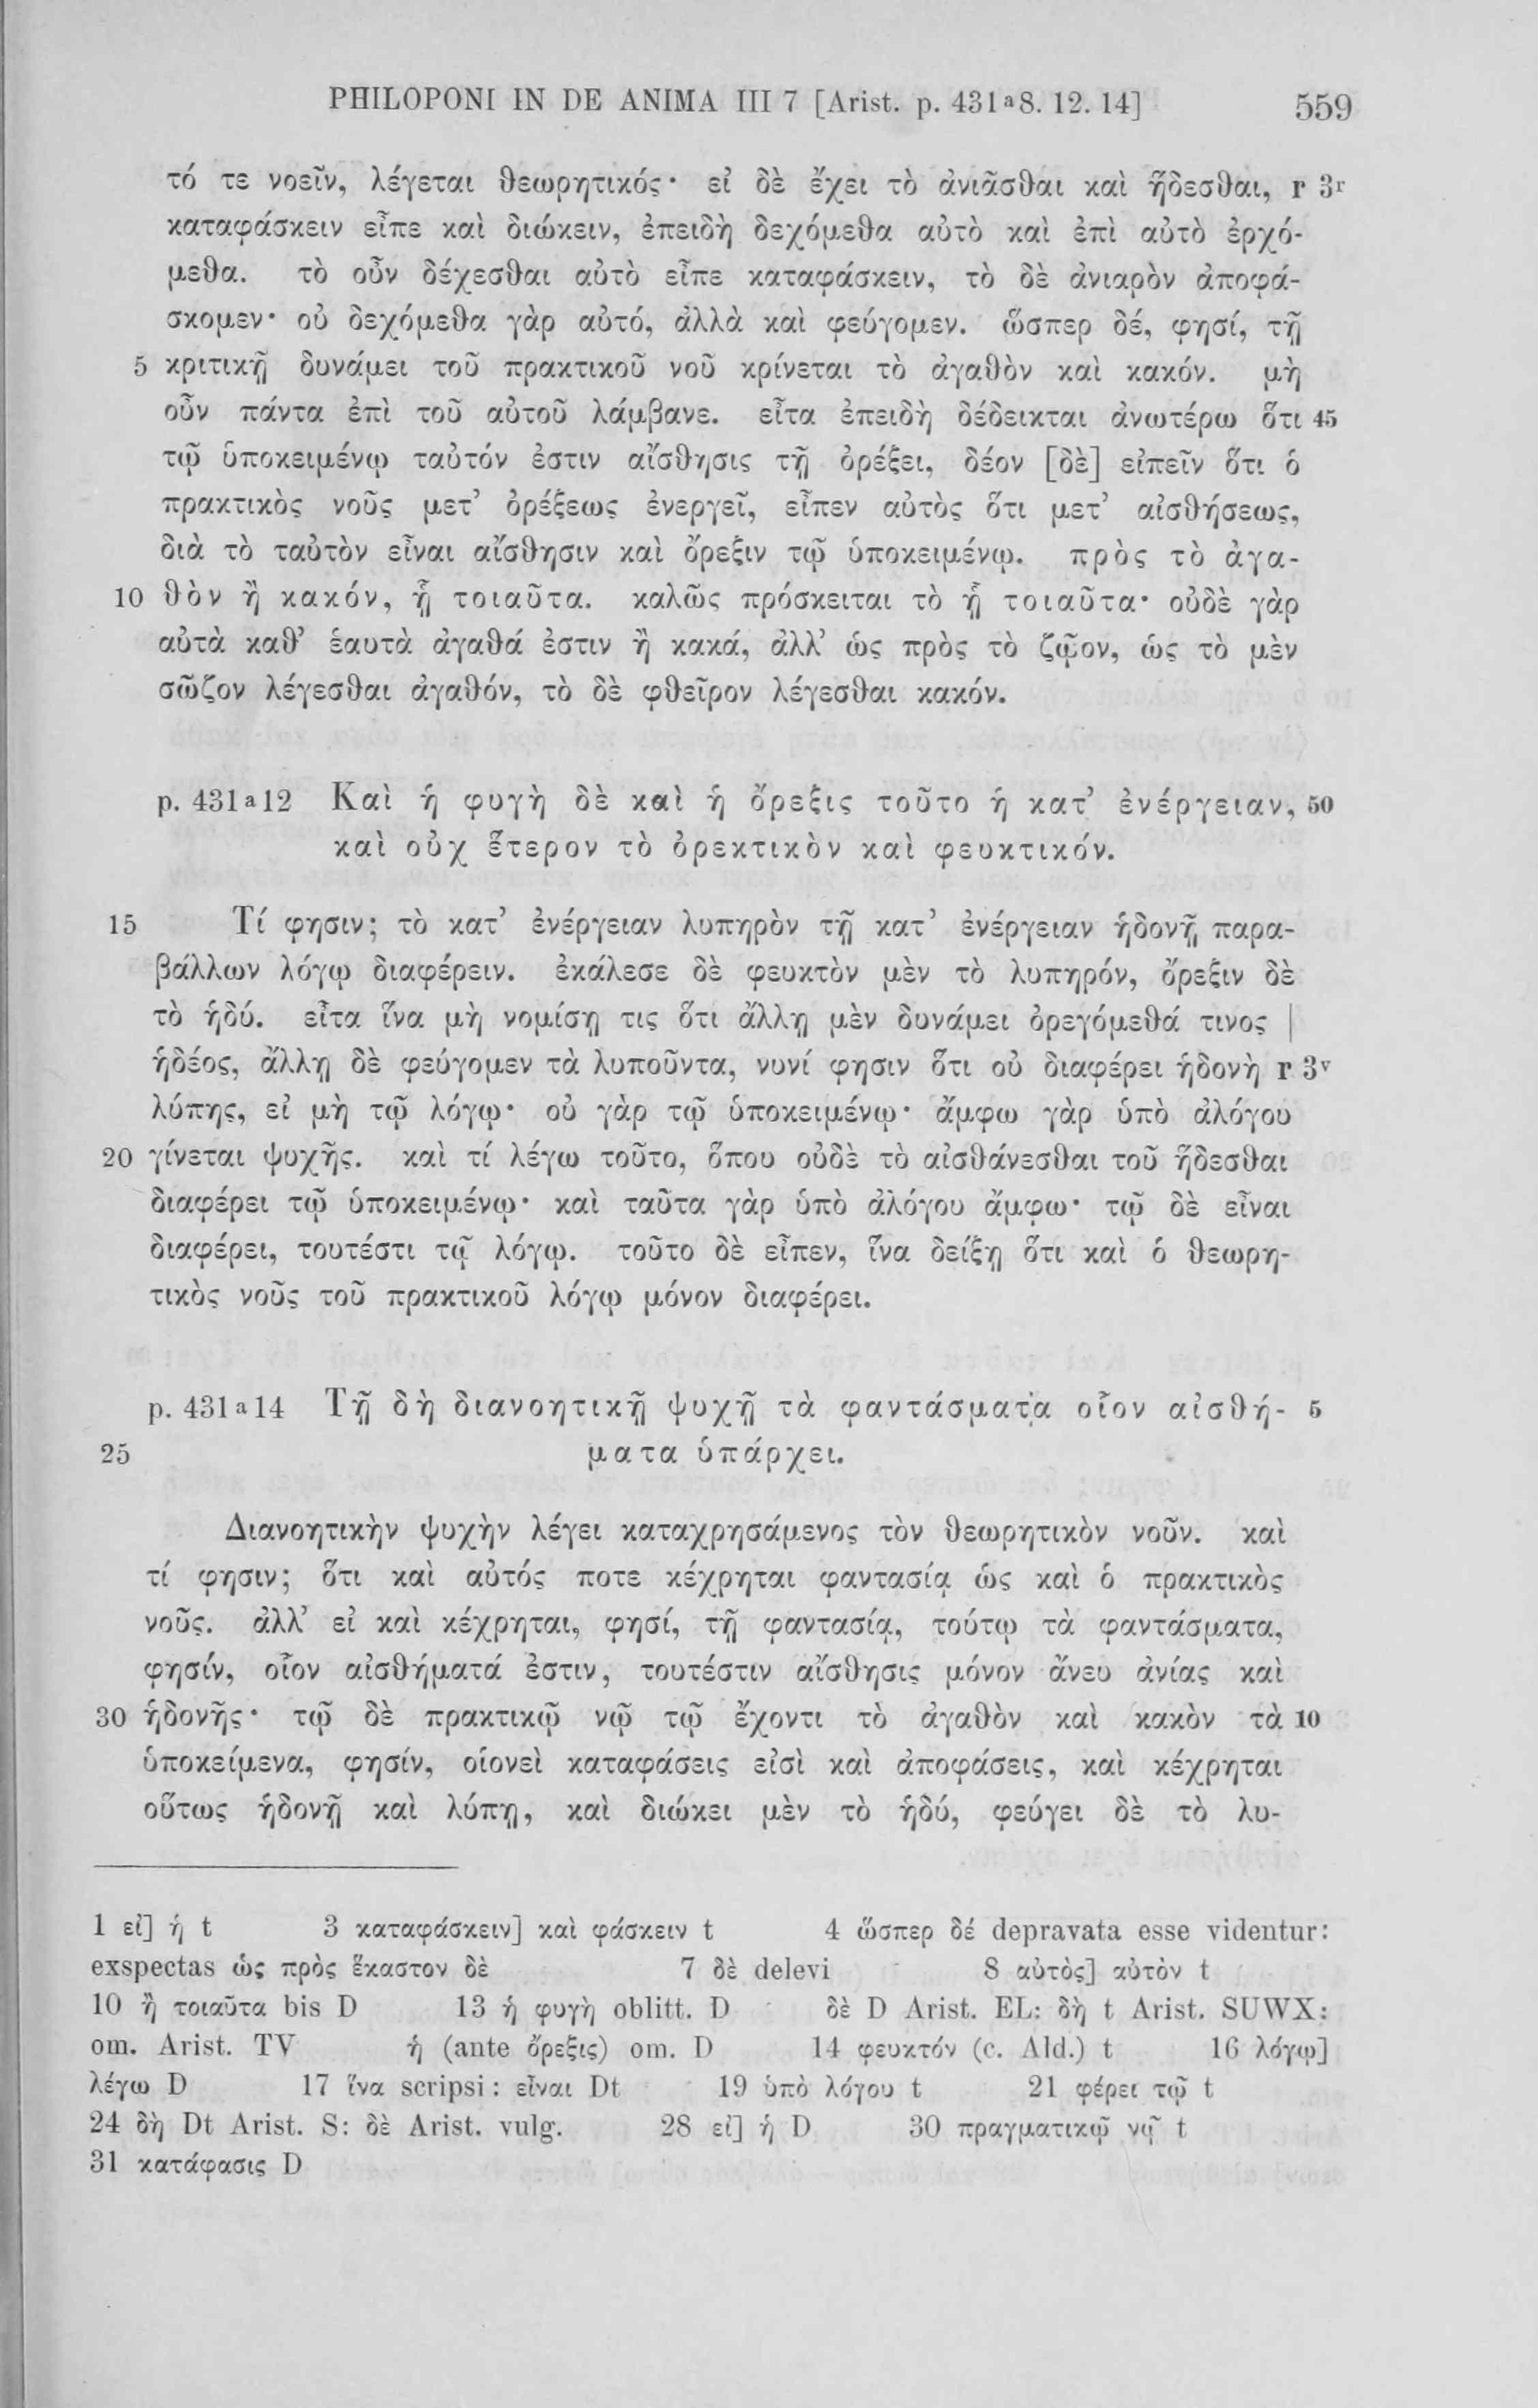 PHILOPONI IN DE ANIMA III 7 [Arist. p. 431ᵃ8. 12. 14] 559
τό τε νοεῖν, λέγεται θεωρητικός· εἰ δὲ ἔχει τὸ ἀνιᾶσθαι καὶ ἥδεσθαι, r 3ʳ
καταφάσκειν εἶπε καὶ διώκειν, ἐπειδὴ δεχόμεθα αὐτὸ καὶ ἐπὶ αὐτὸ ἐρχό-
μεθα. τὸ οὖν δέχεσθαι αὐτὸ εἶπε καταφάσκειν, τὸ δὲ ἀνιαρὸν ἀποφά-
σκομεν· οὐ δεχόμεθα γὰρ αὐτό, ἀλλὰ καὶ φεύγομεν. ὥσπερ δέ, φησί, τῇ
5 κριτικῇ δυνάμει τοῦ πρακτικοῦ νοῦ κρίνεται τὸ ἀγαθὸν καὶ κακόν. μὴ
οὖν πάντα ἐπὶ τοῦ αὐτοῦ λάμβανε. εἶτα ἐπειδὴ δέδεικται ἀνωτέρω ὅτι 45
τῷ ὑποκειμένῳ ταὐτόν ἐστιν αἴσθησις τῇ ὀρέξει, δέον [δὲ] εἰπεῖν ὅτι ὁ
πρακτικὸς νοῦς μετ’ ὀρέξεως ἐνεργεῖ, εἶπεν αὐτὸς ὅτι μετ’ αἰσθήσεως,
διὰ τὸ ταὐτὸν εἶναι αἴσθησιν καὶ ὄρεξιν τῷ ὑποκειμένῳ. πρὸς τὸ ἀγα-
10 θὸν ἢ κακόν, ᾗ τοιαῦτα. καλῶς πρόσκειται τὸ ᾗ τοιαῦτα· οὐδὲ γὰρ
αὐτὰ καθ’ ἑαυτὰ ἀγαθά ἐστιν ἢ κακά, ἀλλ’ ὡς πρὸς τὸ ζῷον, ὡς τὸ μὲν
σῶζον λέγεσθαι ἀγαθόν, τὸ δὲ φθεῖρον λέγεσθαι κακόν.
p. 431ᵃ12 Καὶ ἡ φυγὴ δὲ καὶ ἡ ὄρεξις τοῦτο ἡ κατ’ ἐνέργειαν, 50
καὶ οὐχ ἕτερον τὸ ὀρεκτικὸν καὶ φευκτικόν.
15 Τί φησιν; τὸ κατ’ ἐνέργειαν λυπηρὸν τῇ κατ’ ἐνέργειαν ἡδονῇ παρα-
βάλλων λόγῳ διαφέρειν. ἐκάλεσε δὲ φευκτὸν μὲν τὸ λυπηρόν, ὄρεξιν δὲ
τὸ ἡδύ. εἶτα ἵνα μὴ νομίσῃ τις ὅτι ἄλλῃ μὲν δυνάμει ὀρεγόμεθά τινος |
ἡδέος, ἄλλῃ δὲ φεύγομεν τὰ λυποῦντα, νυνί φησιν ὅτι οὐ διαφέρει ἡδονὴ r 3ᵛ
λύπης, εἰ μὴ τῷ λόγῳ· οὐ γὰρ τῷ ὑποκειμένῳ· ἄμφω γὰρ ὑπὸ ἀλόγου
20 γίνεται ψυχῆς. καὶ τί λέγω τοῦτο, ὅπου οὐδὲ τὸ αἰσθάνεσθαι τοῦ ἥδεσθαι
διαφέρει τῷ ὑποκειμένῳ· καὶ ταῦτα γὰρ ὑπὸ ἀλόγου ἄμφω· τῷ δὲ εἶναι
διαφέρει, τουτέστι τῷ λόγῳ. τοῦτο δὲ εἶπεν, ἵνα δείξῃ ὅτι καὶ ὁ θεωρη-
τικὸς νοῦς τοῦ πρακτικοῦ λόγῳ μόνον διαφέρει.
p. 431ᵃ14 Τῇ δὴ διανοητικῇ ψυχῇ τὰ φαντάσματα οἷον αἰσθή- 5
25 ματα ὑπάρχει.
Διανοητικὴν ψυχὴν λέγει καταχρησάμενος τὸν θεωρητικὸν νοῦν. καὶ
τί φησιν; ὅτι καὶ αὐτός ποτε κέχρηται φαντασίᾳ ὡς καὶ ὁ πρακτικὸς
νοῦς. ἀλλ’ εἰ καὶ κέχρηται, φησί, τῇ φαντασίᾳ, τούτῳ τὰ φαντάσματα,
φησίν, οἷον αἰσθήματά ἐστιν, τουτέστιν αἴσθησις μόνον ἄνευ ἀνίας καὶ
30 ἡδονῆς· τῷ δὲ πρακτικῷ νῷ τῷ ἔχοντι τὸ ἀγαθὸν καὶ κακὸν τὰ 10
ὑποκείμενα, φησίν, οἱονεὶ καταφάσεις εἰσὶ καὶ ἀποφάσεις, καὶ κέχρηται
οὕτως ἡδονῇ καὶ λύπῃ, καὶ διώκει μὲν τὸ ἡδύ, φεύγει δὲ τὸ λυ-
1 εἰ] ἡ t 3 καταφάσκειν] καὶ φάσκειν t 4 ὥσπερ δέ depravata esse videntur:
exspectas ὡς πρὸς ἕκαστον δὲ 7 δὲ delevi 8 αὐτὸς] αὐτὸν t
10 ἢ τοιαῦτα bis D 13 ἡ φυγὴ oblitt. D δὲ D Arist. EL: δὴ t Arist. SUWX:
om. Arist. TV ἡ (ante ὄρεξις) om. D 14 φευκτόν (c. Ald.) t 16 λόγῳ]
λέγω D 17 ἵνα scripsi: εἶναι Dt 19 ὑπὸ λόγου t 21 φέρει τῷ t
24 δὴ Dt Arist. S: δὲ Arist. vulg. 28 εἰ] ἡ D 30 πραγματικῷ νῷ t
31 κατάφασις D